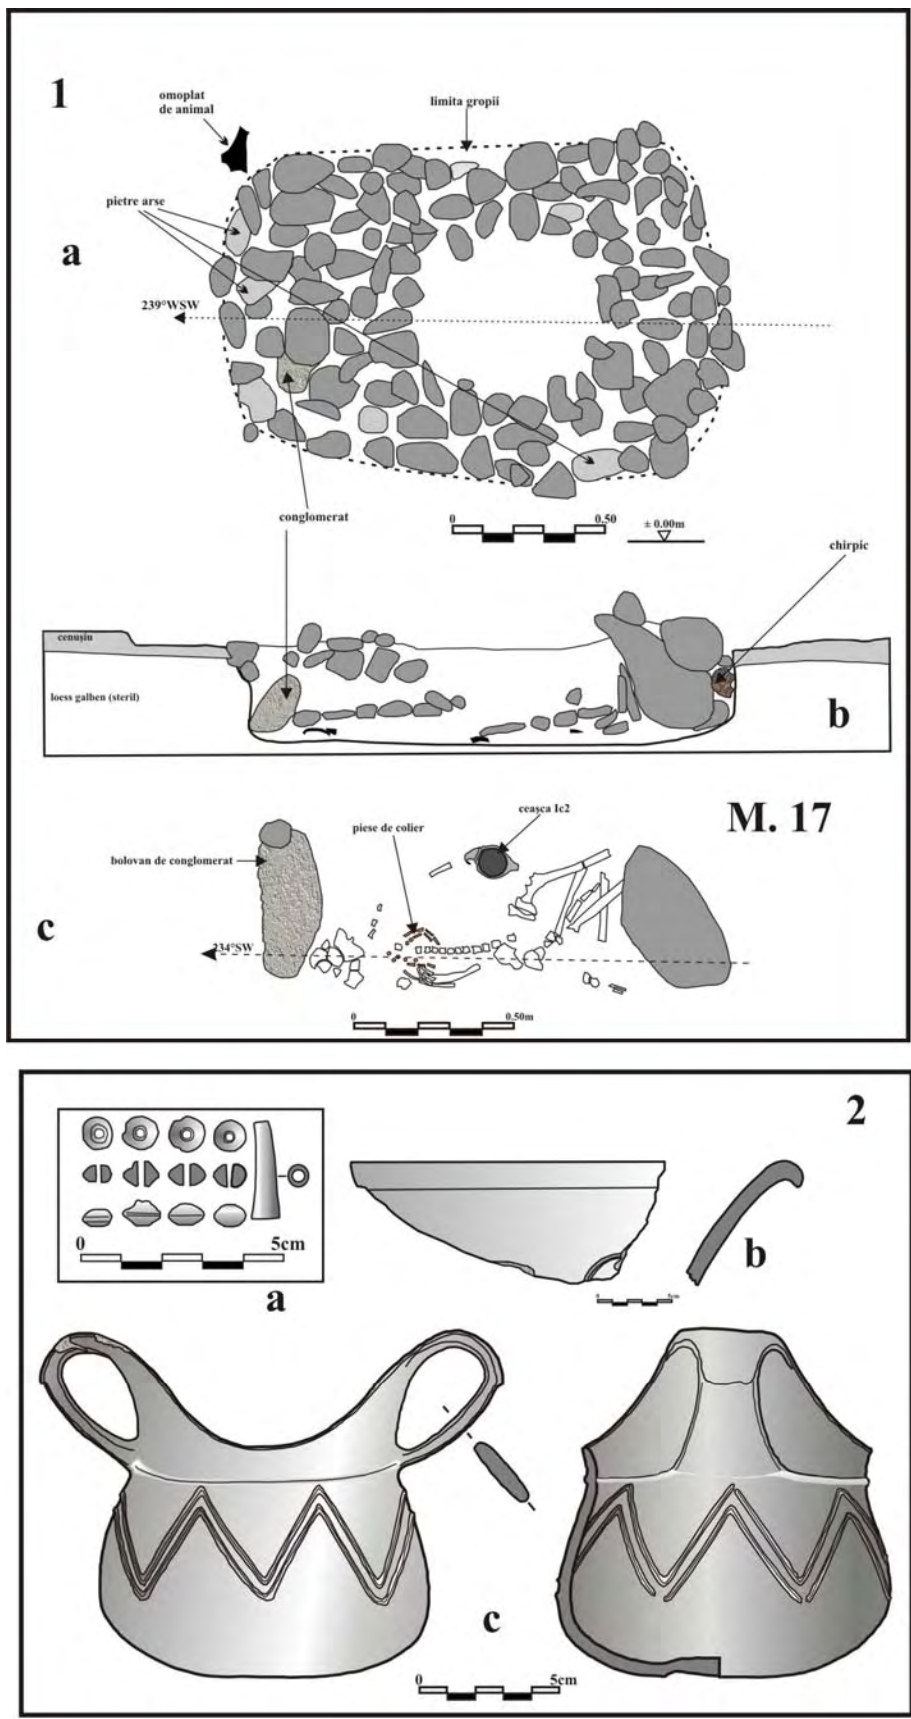 1
omoplat
de animal
limita gropii
pietre arse
a
239°WSW
conglomerat
0 0.50
± 0.00m
chirpic
cenușiu
loess galben (steril)
b
M. 17
ceașca Ic2
piese de colier
bolovan de conglomerat
c
234°SW
0 0.50m
2
0 5cm
a
b
0 5cm
c
0 5cm